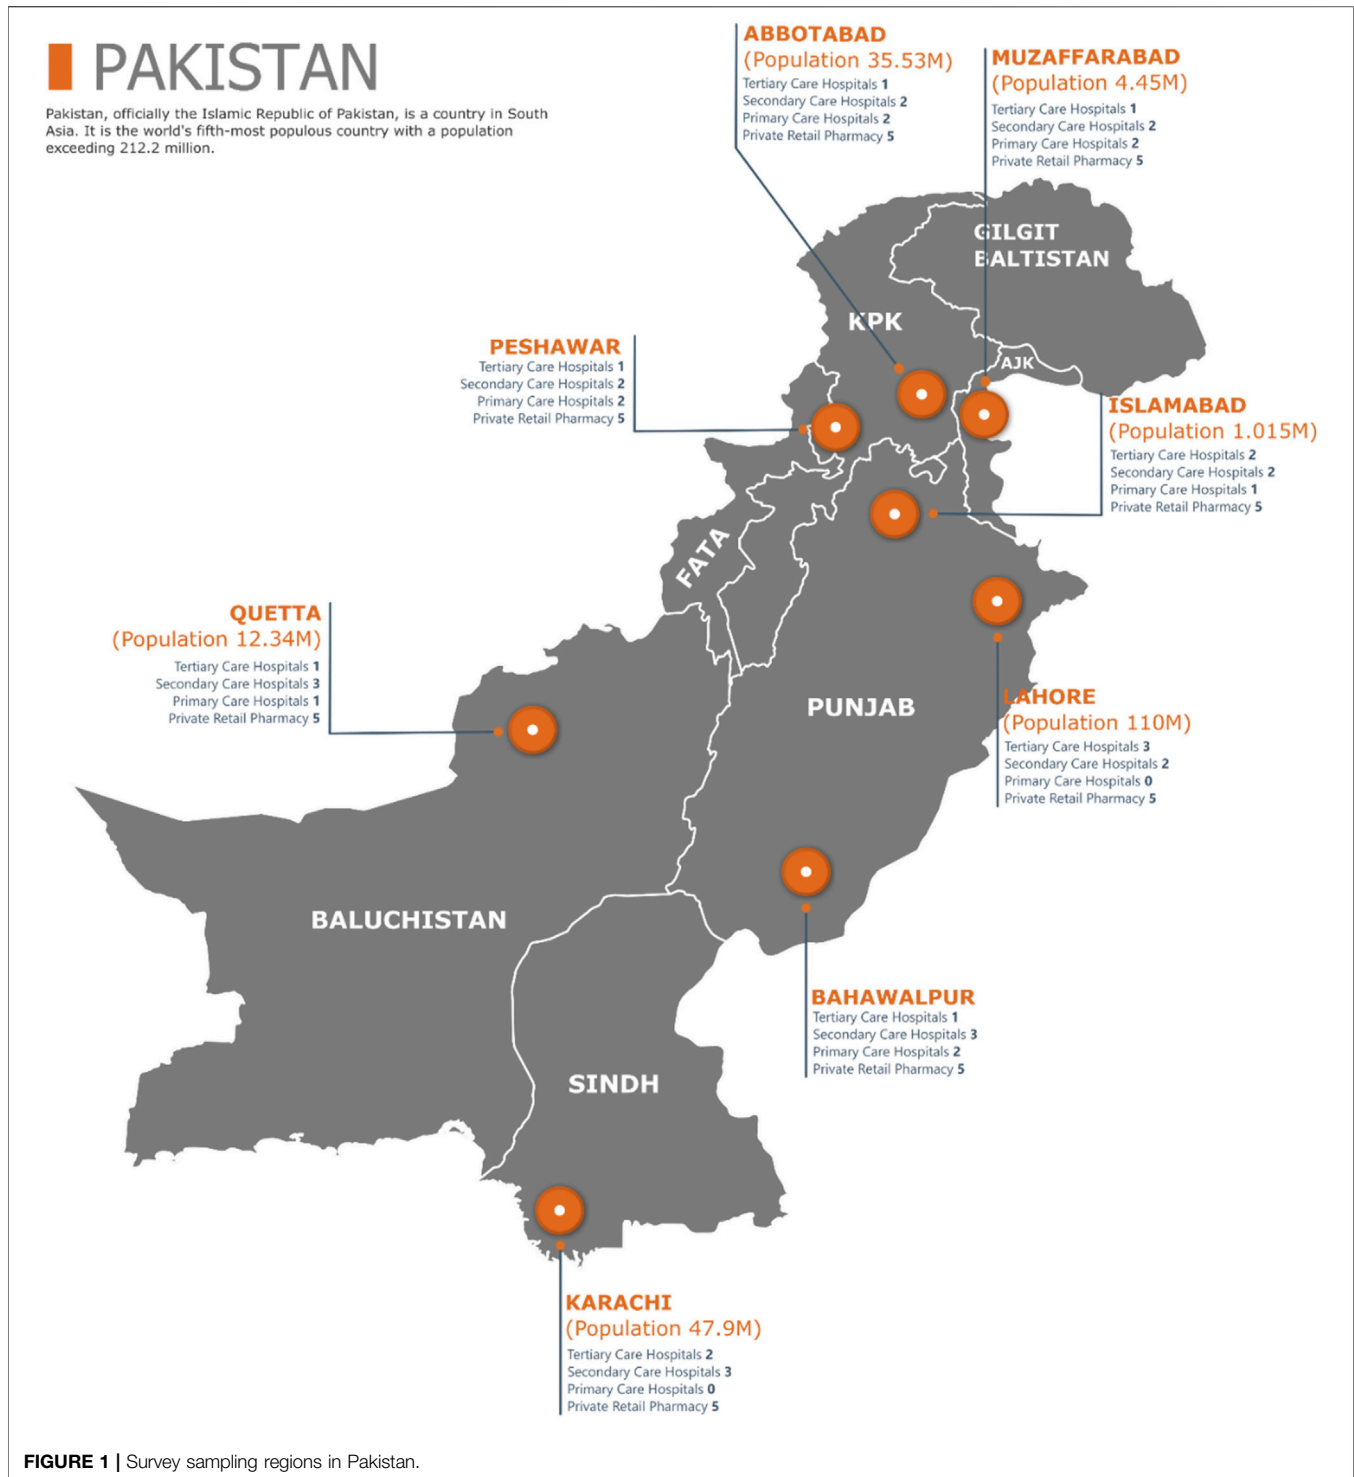 PAKISTAN
Pakistan, officially the Islamic Republic of Pakistan, is a country in South
Asia. It is the world's fifth-most populous country with a population
exceeding 212.2 million.
ABBOTABAD
(Population 35.53M)
Tertiary Care Hospitals 1
Secondary Care Hospitals 2
Primary Care Hospitals 2
Private Retail Pharmacy 5
MUZAFFARABAD
(Population 4.45M)
Tertiary Care Hospitals 1
Secondary Care Hospitals 2
Primary Care Hospitals 2
Private Retail Pharmacy 5
GILGIT
BALTISTAN
KPK
AJK
PESHAWAR
Tertiary Care Hospitals 1
Secondary Care Hospitals 2
Primary Care Hospitals 2
Private Retail Pharmacy 5
ISLAMABAD
(Population 1.015M)
Tertiary Care Hospitals 2
Secondary Care Hospitals 2
Primary Care Hospitals 1
Private Retail Pharmacy 5
FATA
QUETTA
(Population 12.34M)
Tertiary Care Hospitals 1
Secondary Care Hospitals 3
Primary Care Hospitals 1
Private Retail Pharmacy 5
PUNJAB
LAHORE
(Population 110M)
Tertiary Care Hospitals 3
Secondary Care Hospitals 2
Primary Care Hospitals 0
Private Retail Pharmacy 5
BALUCHISTAN
BAHAWALPUR
Tertiary Care Hospitals 1
Secondary Care Hospitals 3
Primary Care Hospitals 2
Private Retail Pharmacy 5
SINDH
KARACHI
(Population 47.9M)
Tertiary Care Hospitals 2
Secondary Care Hospitals 3
Primary Care Hospitals 0
Private Retail Pharmacy 5
FIGURE 1 | Survey sampling regions in Pakistan.